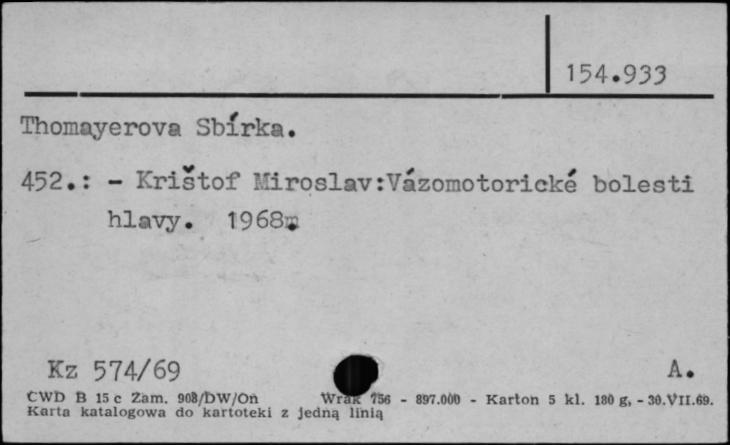 154.933
Thomayerova Sbírka.
452.: - Krištof Miroslav:Vázomotorické bolesti
hlavy. 1968.
Kz 574/69
A.
CWD B 15 c Zam. 908/DW/On Wrak 756 - 897.000 - Karton 5 kl. 180 g, - 30.VII.69.
Karta katalogowa do kartoteki z jedną linią